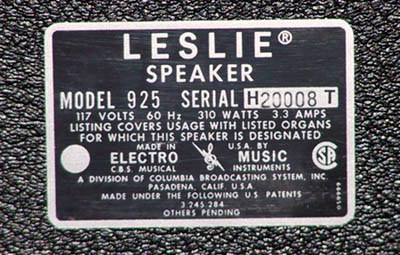 LESLIE®
SPEAKER
MODEL 925 SERIAL H20008 T
117 VOLTS 60 Hz 310 WATTS 3.3 AMPS
LISTING COVERS USAGE WITH LISTED ORGANS
FOR WHICH THIS SPEAKER IS DESIGNATED
MADE IN U.S.A. BY
ELECTRO MUSIC
C.B.S. MUSICAL INSTRUMENTS
A DIVISION OF COLUMBIA BROADCASTING SYSTEM, INC.
PASADENA, CALIF. U.S.A.
MADE UNDER THE FOLLOWING U.S. PATENTS
3 245 284
OTHERS PENDING